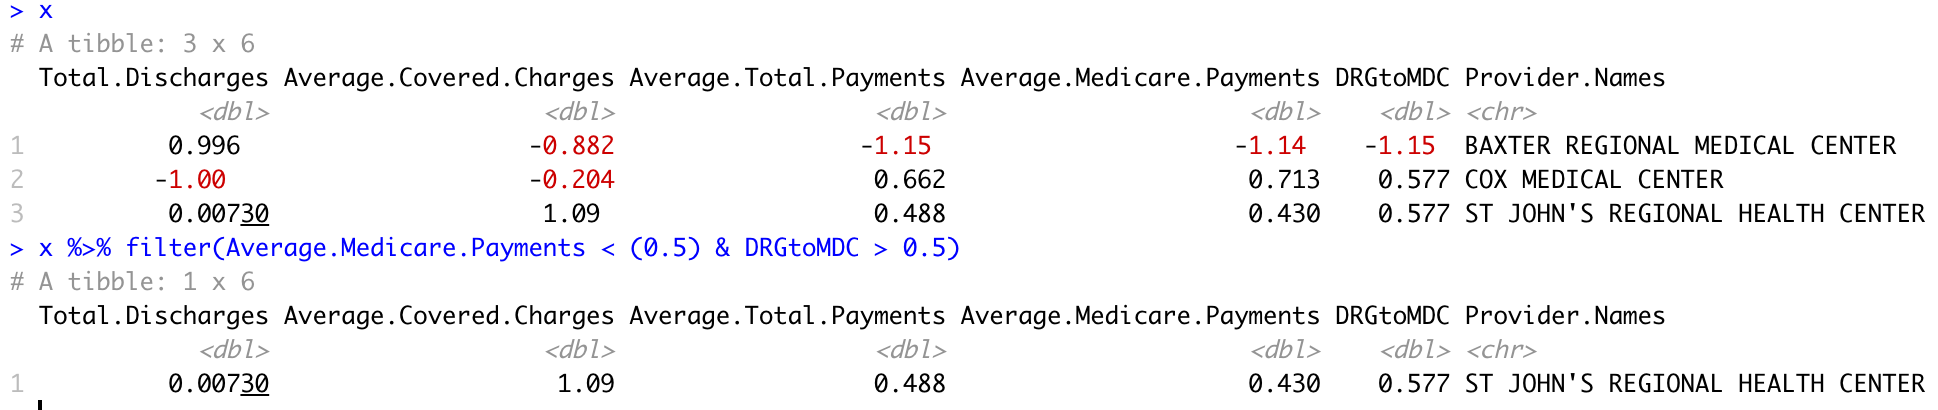 > x
# A tibble: 3 x 6
  Total.Discharges Average.Covered.Charges Average.Total.Payments Average.Medicare.Payments DRGtoMDC Provider.Names
             <dbl>                   <dbl>                  <dbl>                     <dbl>    <dbl> <chr>
1          0.996                    -0.882                 -1.15                     -1.14    -1.15  BAXTER REGIONAL MEDICAL CENTER
2         -1.00                     -0.204                  0.662                     0.713    0.577 COX MEDICAL CENTER
3          0.00730                   1.09                   0.488                     0.430    0.577 ST JOHN'S REGIONAL HEALTH CENTER
> x %>% filter(Average.Medicare.Payments < (0.5) & DRGtoMDC > 0.5)
# A tibble: 1 x 6
  Total.Discharges Average.Covered.Charges Average.Total.Payments Average.Medicare.Payments DRGtoMDC Provider.Names
             <dbl>                   <dbl>                  <dbl>                     <dbl>    <dbl> <chr>
1          0.00730                    1.09                  0.488                     0.430    0.577 ST JOHN'S REGIONAL HEALTH CENTER